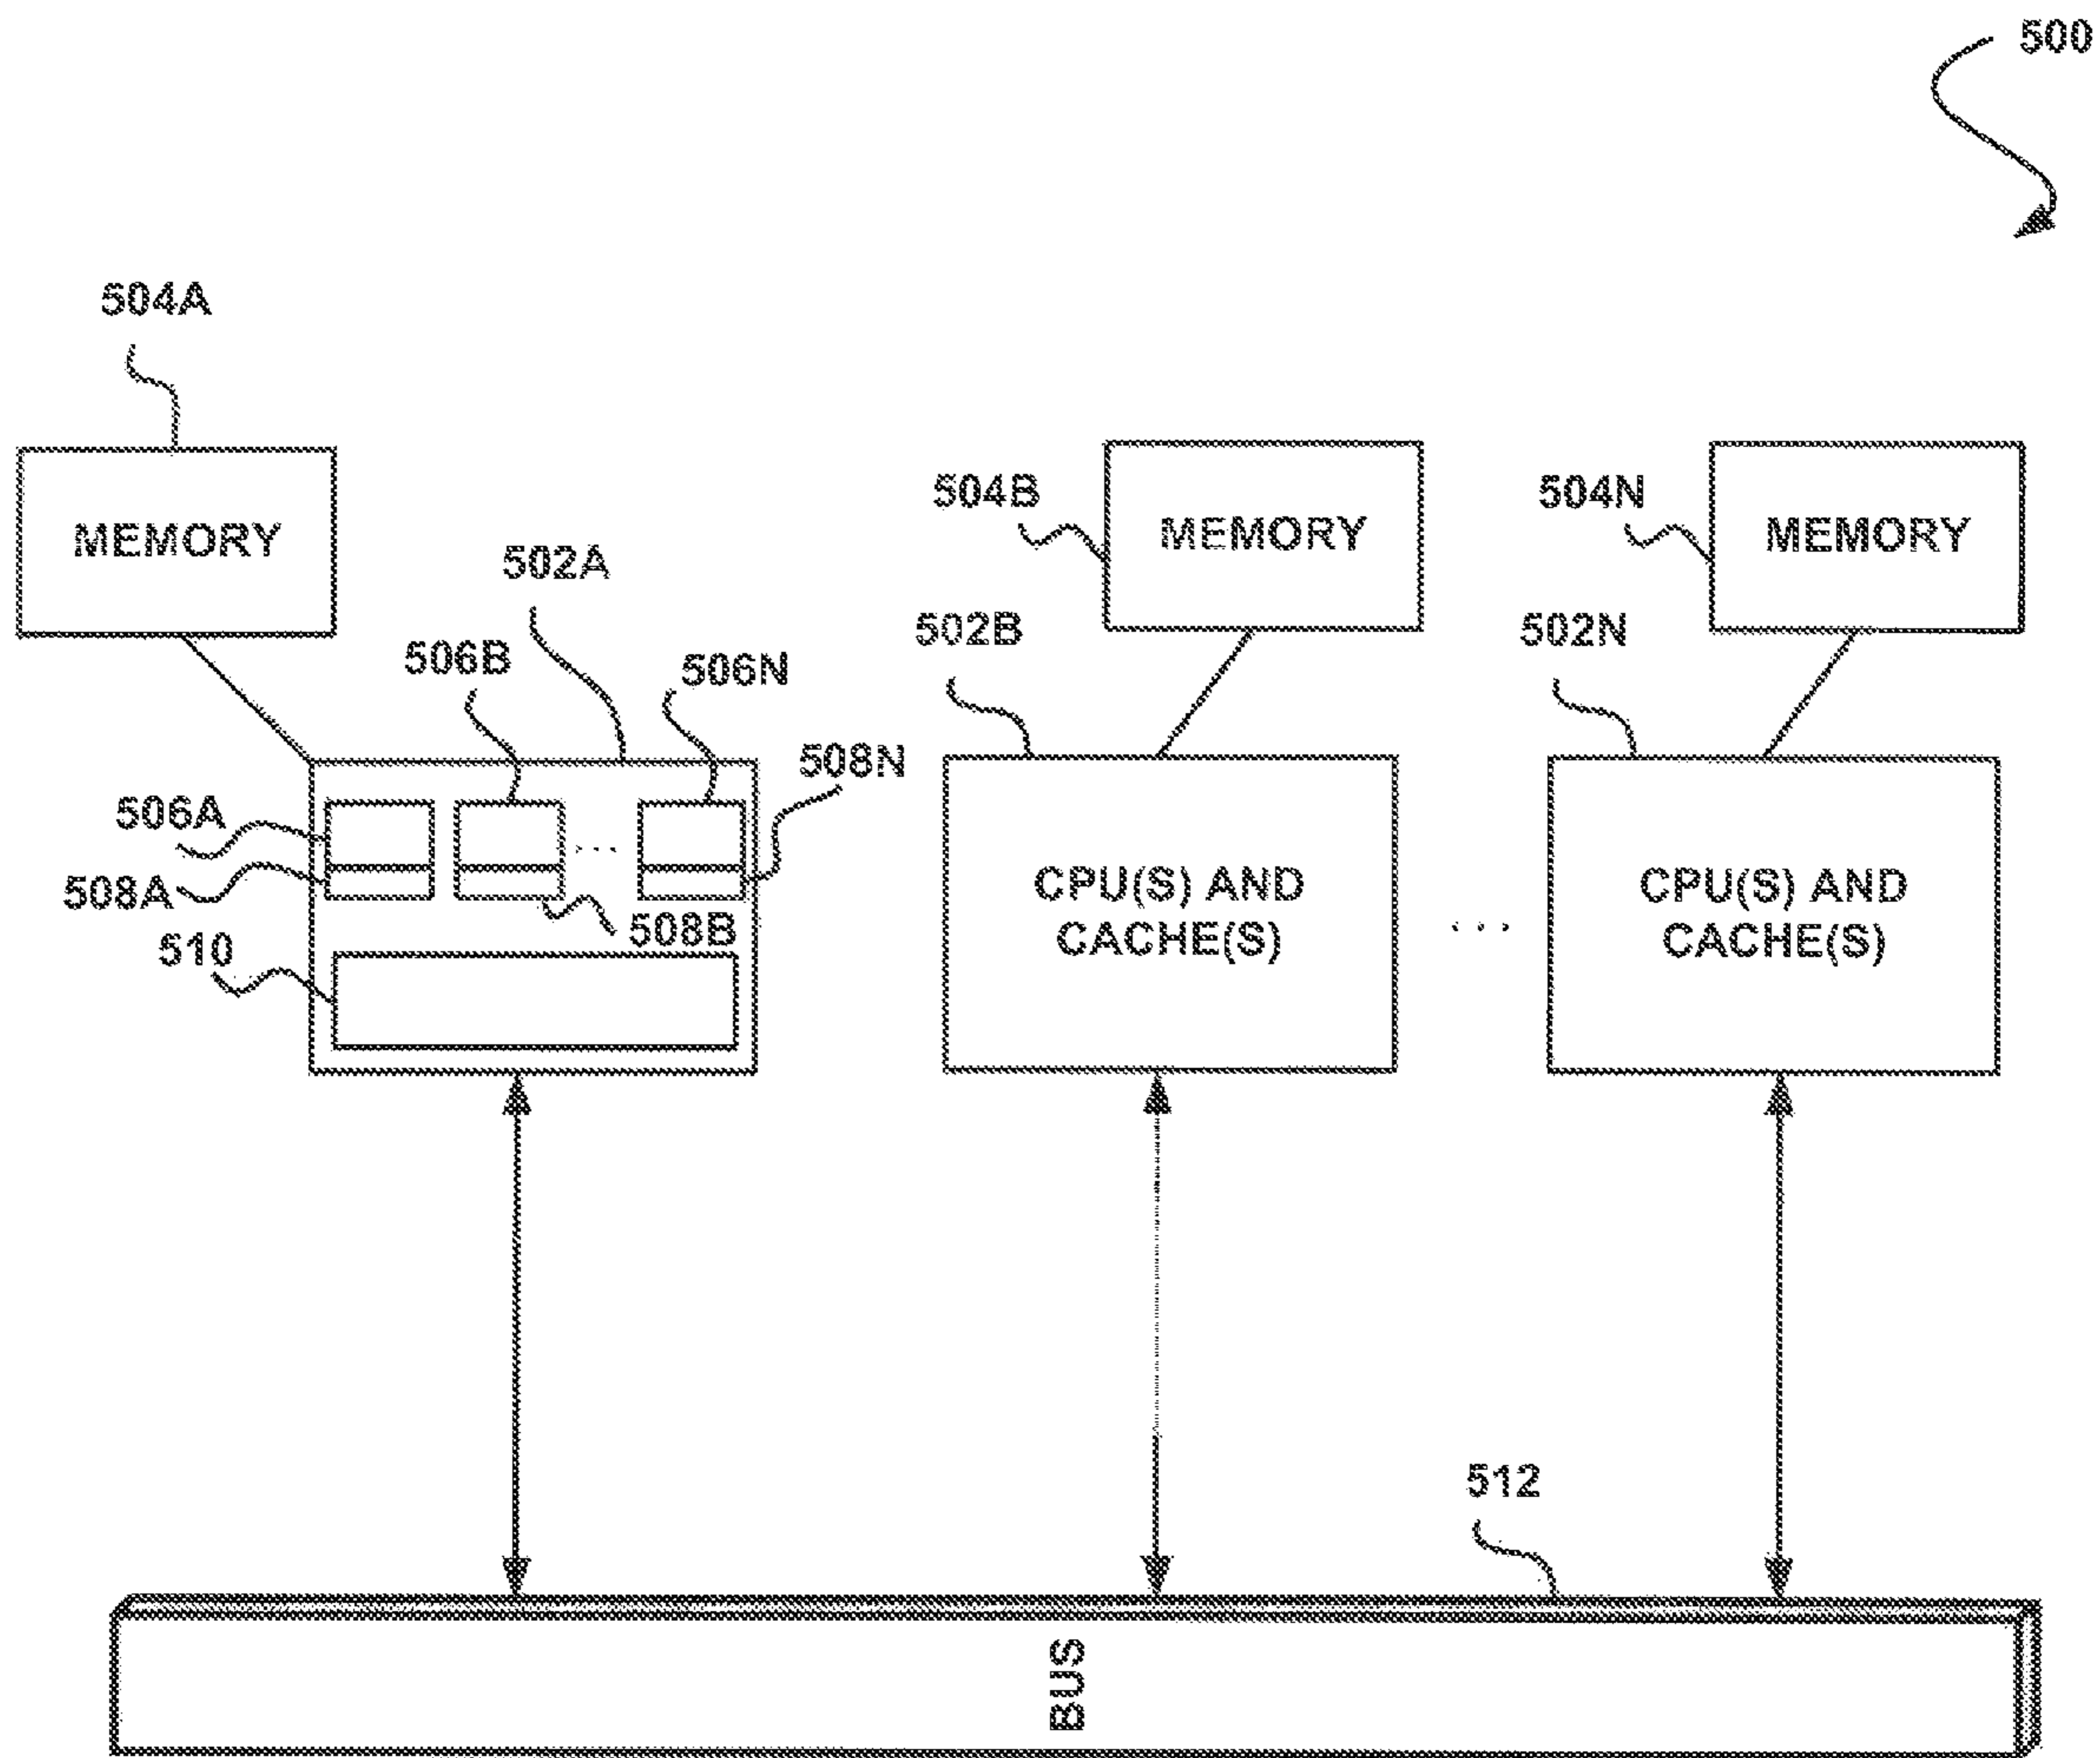 500
504A
MEMORY
504B
MEMORY
504N
MEMORY
502A
502B
502N
506B
506N
508N
506A
508A
508B
510
CPU(S) AND
CACHE(S)
...
CPU(S) AND
CACHE(S)
...
512
BUS